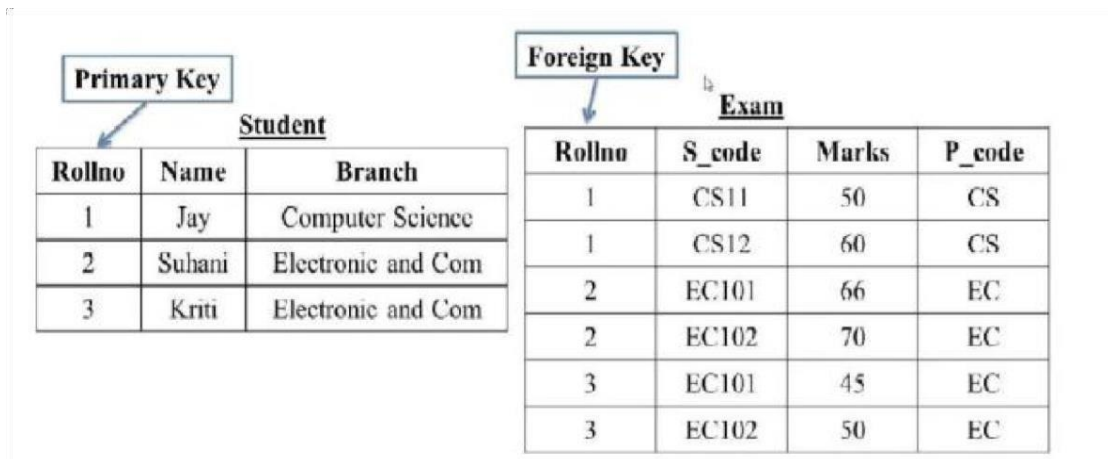 Primary Key
Student
Rollno Name Branch
1 Jay Computer Science
2 Suhani Electronic and Com
3 Kriti Electronic and Com
Foreign Key
Exam
Rollno S_code Marks P_code
1 CS11 50 CS
1 CS12 60 CS
2 EC101 66 EC
2 EC102 70 EC
3 EC101 45 EC
3 EC102 50 EC